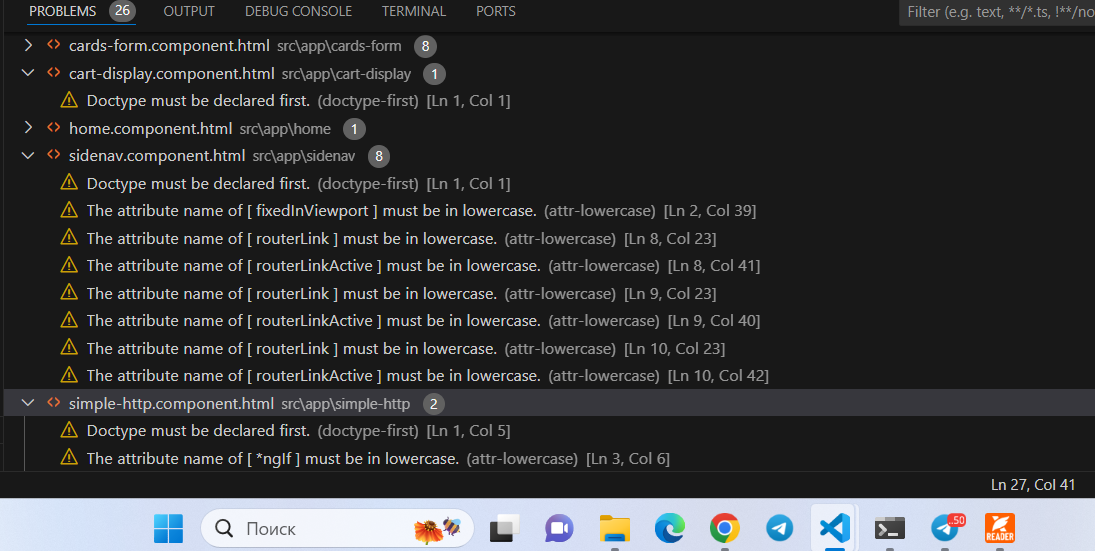 PROBLEMS 26 OUTPUT DEBUG CONSOLE TERMINAL PORTS Filter (e.g. text, **/*.ts, !**/no
cards-form.component.html src\app\cards-form 8
cart-display.component.html src\app\cart-display 1
Doctype must be declared first. (doctype-first) [Ln 1, Col 1]
home.component.html src\app\home 1
sidenav.component.html src\app\sidenav 8
Doctype must be declared first. (doctype-first) [Ln 1, Col 1]
The attribute name of [ fixedInViewport ] must be in lowercase. (attr-lowercase) [Ln 2, Col 39]
The attribute name of [ routerLink ] must be in lowercase. (attr-lowercase) [Ln 8, Col 23]
The attribute name of [ routerLinkActive ] must be in lowercase. (attr-lowercase) [Ln 8, Col 41]
The attribute name of [ routerLink ] must be in lowercase. (attr-lowercase) [Ln 9, Col 23]
The attribute name of [ routerLinkActive ] must be in lowercase. (attr-lowercase) [Ln 9, Col 40]
The attribute name of [ routerLink ] must be in lowercase. (attr-lowercase) [Ln 10, Col 23]
The attribute name of [ routerLinkActive ] must be in lowercase. (attr-lowercase) [Ln 10, Col 42]
simple-http.component.html src\app\simple-http 2
Doctype must be declared first. (doctype-first) [Ln 1, Col 5]
The attribute name of [ *ngIf ] must be in lowercase. (attr-lowercase) [Ln 3, Col 6]
Ln 27, Col 41
Поиск ..50 READER